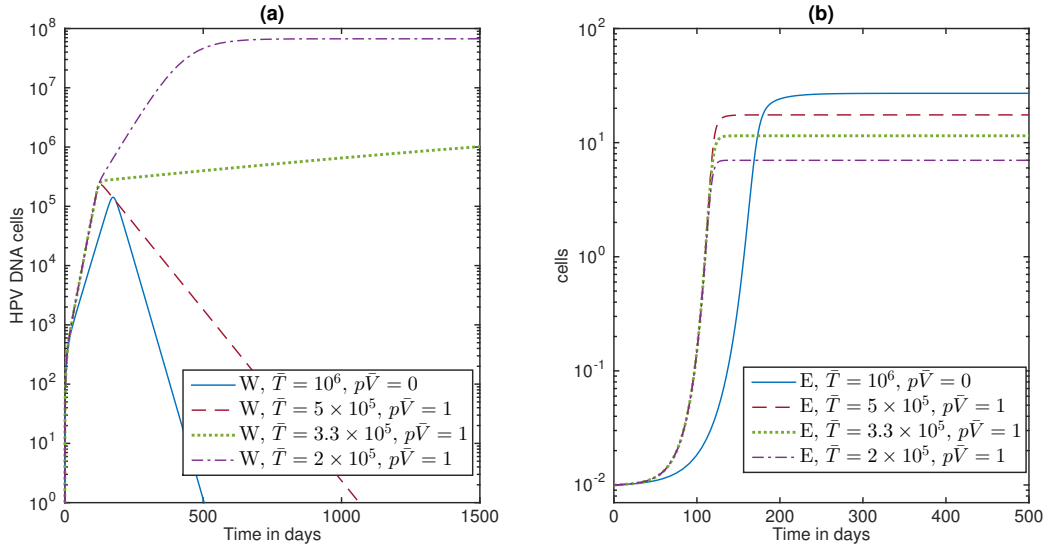 (a)
HPV DNA cells
10^8
10^7
10^6
10^5
10^4
10^3
10^2
10^1
10^0
W, T̄ = 10^6, pV̄ = 0
W, T̄ = 5 × 10^5, pV̄ = 1
W, T̄ = 3.3 × 10^5, pV̄ = 1
W, T̄ = 2 × 10^5, pV̄ = 1
0 500 1000 1500
Time in days
(b)
cells
10^2
10^1
10^0
10^-1
10^-2
E, T̄ = 10^6, pV̄ = 0
E, T̄ = 5 × 10^5, pV̄ = 1
E, T̄ = 3.3 × 10^5, pV̄ = 1
E, T̄ = 2 × 10^5, pV̄ = 1
0 100 200 300 400 500
Time in days